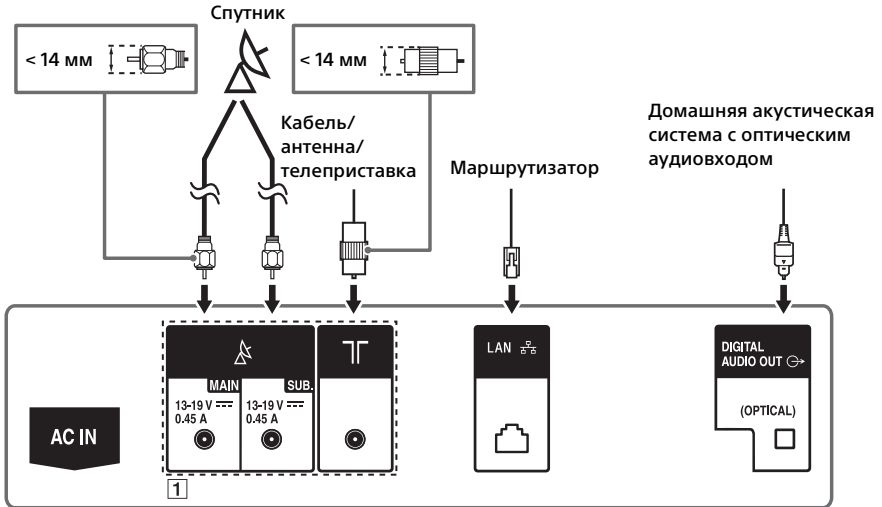 Спутник
< 14 мм
< 14 мм
Кабель/
антенна/
телеприставка
Маршрутизатор
Домашняя акустическая
система с оптическим
аудиовходом
AC IN
MAIN
13-19 V
0.45 A
SUB.
13-19 V
0.45 A
LAN
DIGITAL
AUDIO OUT
(OPTICAL)
1